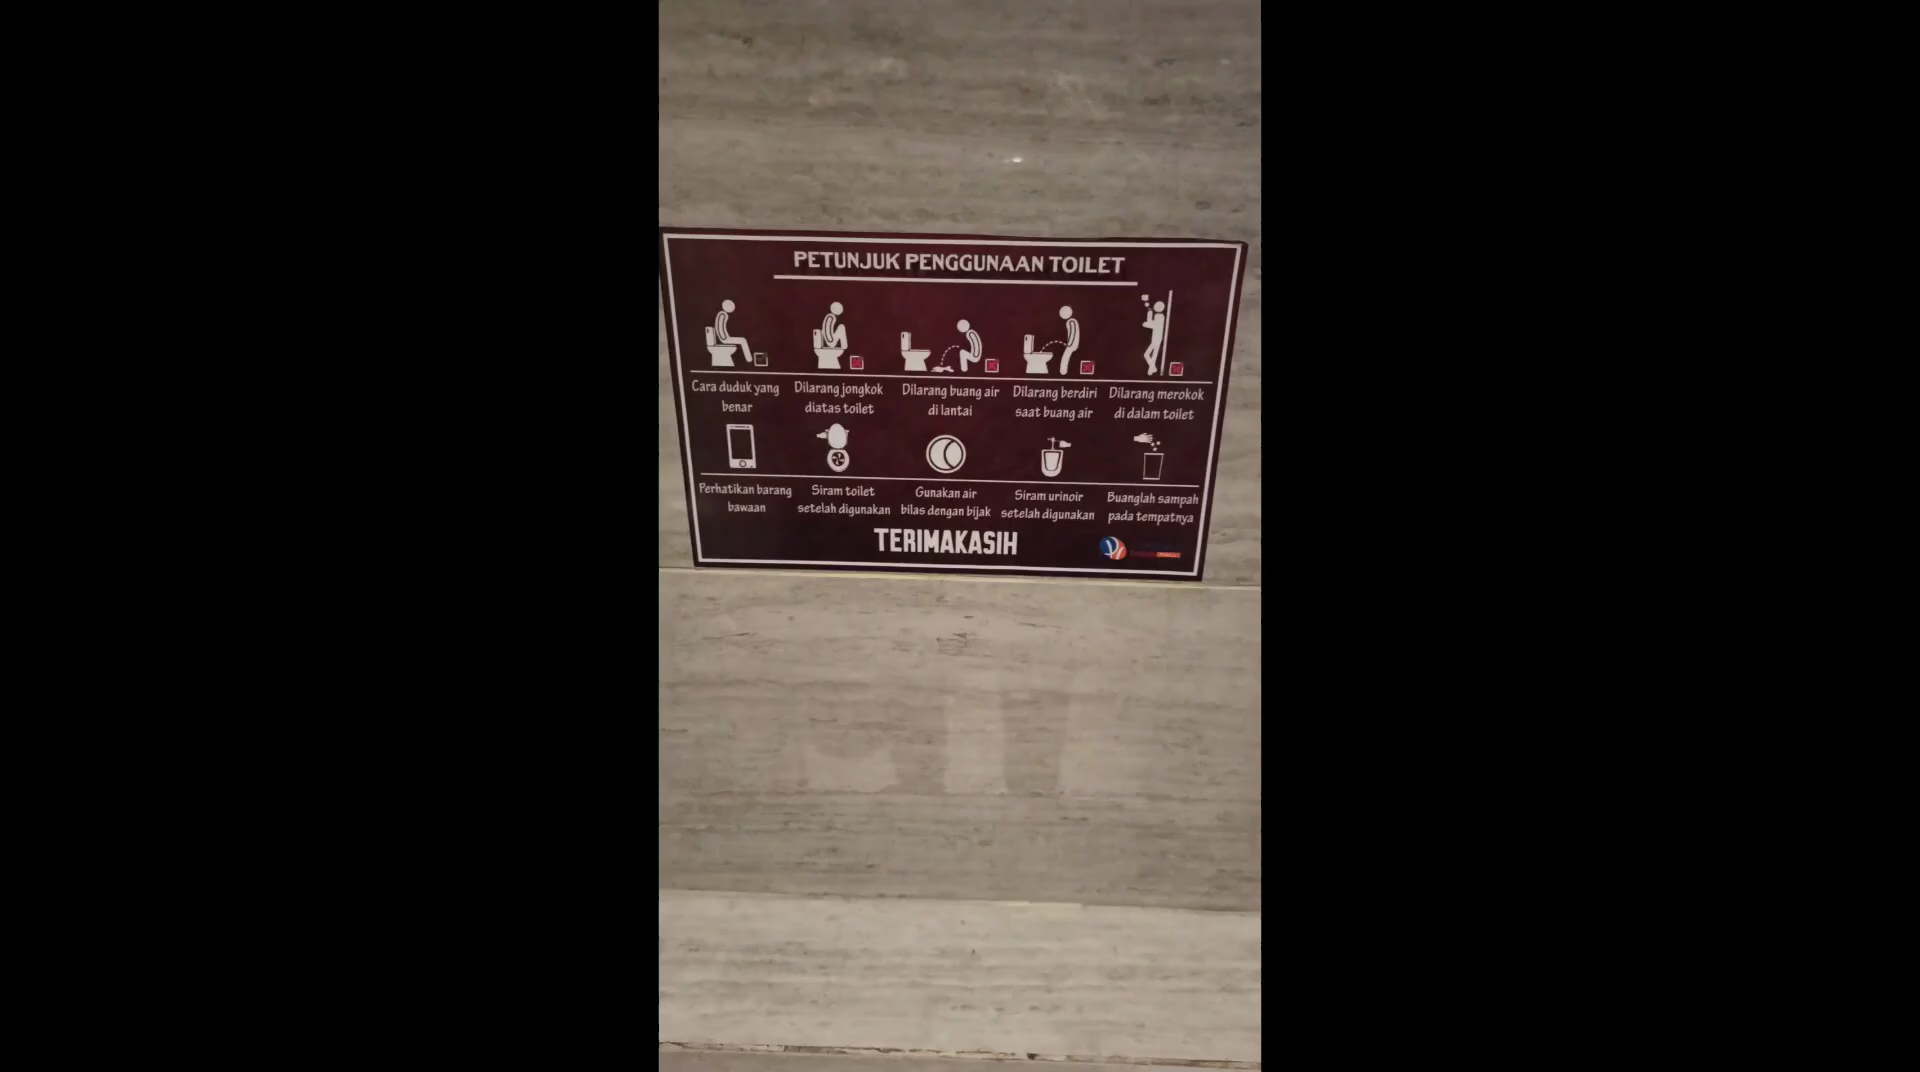 PETUNJUK PENGGUNAAN TOILET
Cara duduk yang
benar
Dilarang jongkok
diatas toilet
Dilarang buang air
di lantai
Dilarang berdiri
saat buang air
Dilarang merokok
di dalam toilet
Perhatikan barang
bawaan
Siram toilet
setelah digunakan
Gunakan air
bilas dengan bijak
Siram urinoir
setelah digunakan
Buanglah sampah
pada tempatnya
TERIMAKASIH